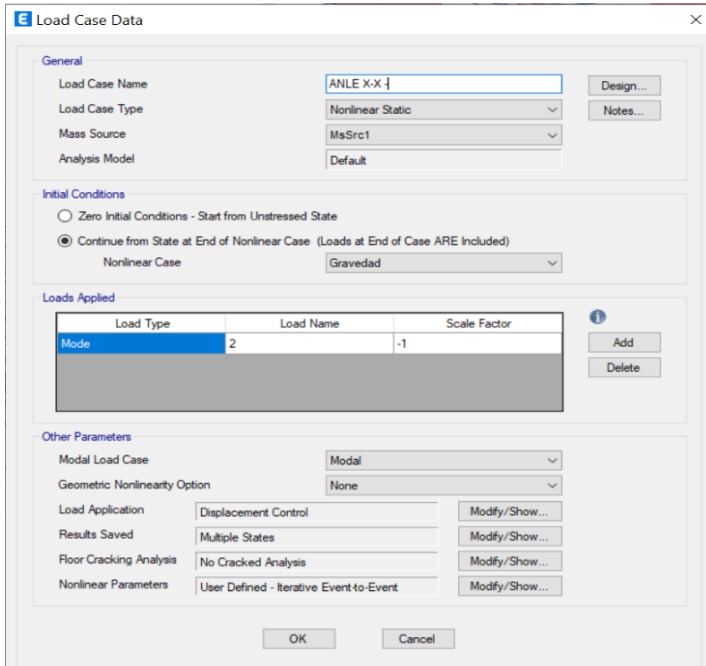 E Load Case Data
General
Load Case Name ANLE X-X - Design...
Load Case Type Nonlinear Static Notes...
Mass Source MsSrc1
Analysis Model Default
Initial Conditions
Zero Initial Conditions - Start from Unstressed State
Continue from State at End of Nonlinear Case (Loads at End of Case ARE Included)
Nonlinear Case Gravedad
Loads Applied
Load Type Load Name Scale Factor
Mode 2 -1
Add
Delete
Other Parameters
Modal Load Case Modal
Geometric Nonlinearity Option None
Load Application Displacement Control Modify/Show...
Results Saved Multiple States Modify/Show...
Floor Cracking Analysis No Cracked Analysis Modify/Show...
Nonlinear Parameters User Defined - Iterative Event-to-Event Modify/Show...
OK Cancel